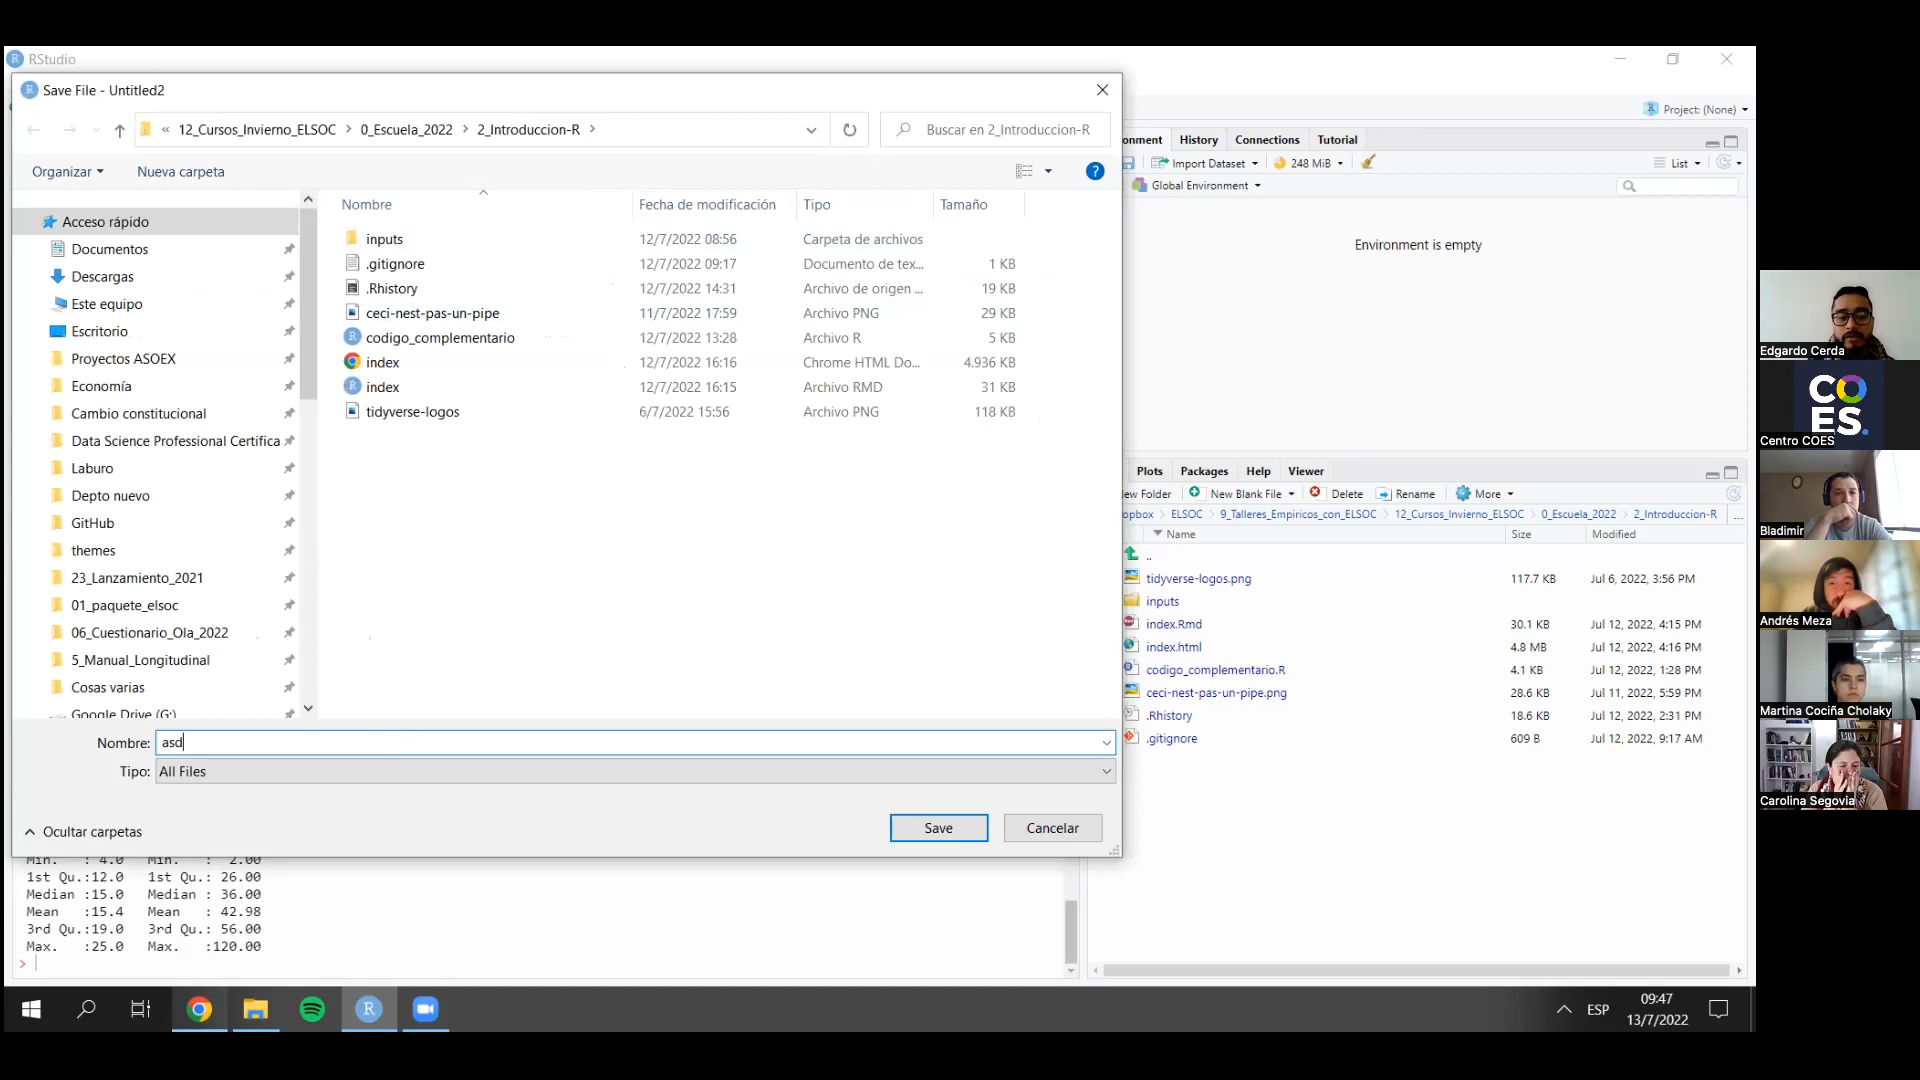 RStudio
Save File - Untitled2
« 12_Cursos_Invierno_ELSOC > 0_Escuela_2022 > 2_Introduccion-R >
Buscar en 2_Introduccion-R
Organizar
Nueva carpeta
Acceso rápido
Documentos
Descargas
Este equipo
Escritorio
Proyectos ASOEX
Economía
Cambio constitucional
Data Science Professional Certifica
Laburo
Depto nuevo
GitHub
themes
23_Lanzamiento_2021
01_paquete_elsoc
06_Cuestionario_Ola_2022
5_Manual_Longitudinal
Cosas varias
Google Drive (G:)
Nombre Fecha de modificación Tipo Tamaño
inputs 12/7/2022 08:56 Carpeta de archivos
.gitignore 12/7/2022 09:17 Documento de tex... 1 KB
.Rhistory 12/7/2022 14:31 Archivo de origen ... 19 KB
ceci-nest-pas-un-pipe 11/7/2022 17:59 Archivo PNG 29 KB
codigo_complementario 12/7/2022 13:28 Archivo R 5 KB
index 12/7/2022 16:16 Chrome HTML Do... 4.936 KB
index 12/7/2022 16:15 Archivo RMD 31 KB
tidyverse-logos 6/7/2022 15:56 Archivo PNG 118 KB
Nombre: asd
Tipo: All Files
Ocultar carpetas
Save
Cancelar
Min. : 4.0 Min. : 2.00
1st Qu.:12.0 1st Qu.: 26.00
Median :15.0 Median : 36.00
Mean :15.4 Mean : 42.98
3rd Qu.:19.0 3rd Qu.: 56.00
Max. :25.0 Max. :120.00
>
Project: (None)
onment History Connections Tutorial
Import Dataset 248 MiB List
Global Environment
Environment is empty
Plots Packages Help Viewer
ew Folder New Blank File Delete Rename More
opbox > ELSOC > 9_Talleres_Empiricos_con_ELSOC > 12_Cursos_Invierno_ELSOC > 0_Escuela_2022 > 2_Introduccion-R ...
Name Size Modified
..
tidyverse-logos.png 117.7 KB Jul 6, 2022, 3:56 PM
inputs
index.Rmd 30.1 KB Jul 12, 2022, 4:15 PM
index.html 4.8 MB Jul 12, 2022, 4:16 PM
codigo_complementario.R 4.1 KB Jul 12, 2022, 1:28 PM
ceci-nest-pas-un-pipe.png 28.6 KB Jul 11, 2022, 5:59 PM
.Rhistory 18.6 KB Jul 12, 2022, 2:31 PM
.gitignore 609 B Jul 12, 2022, 9:17 AM
ESP
09:47
13/7/2022
Edgardo Cerda
COES.
Centro COES
Bladimir
Andrés Meza
Martina Cociña Cholaky
Carolina Segovia